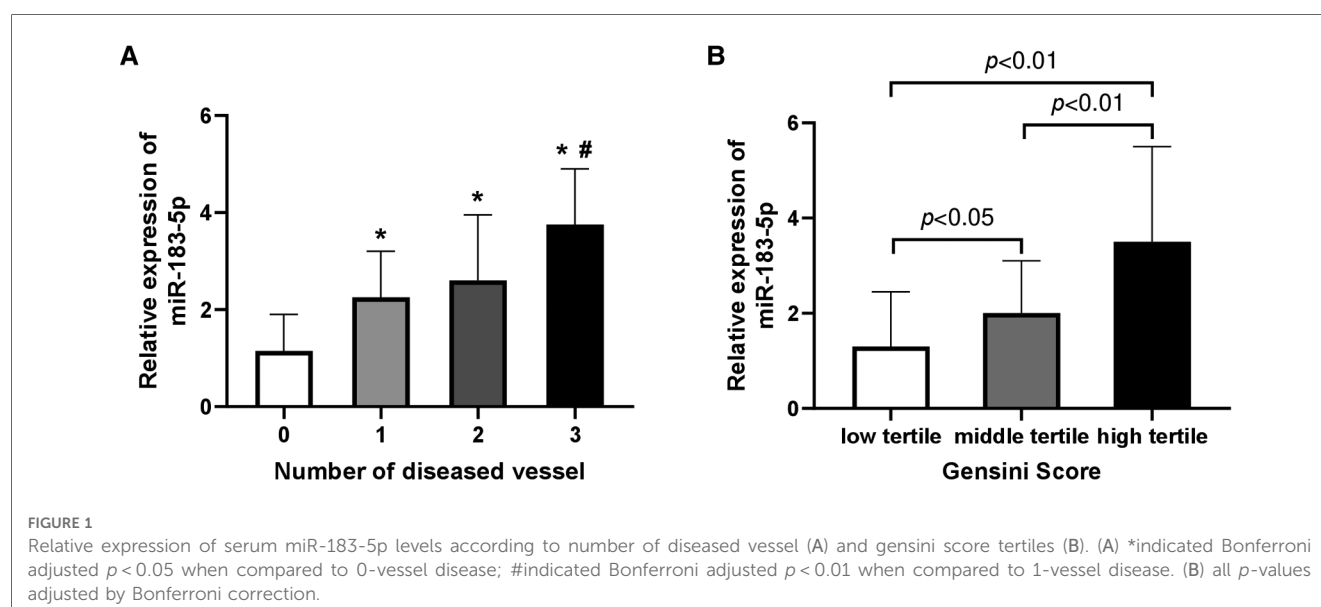 A
Relative expression of
miR-183-5p
6
4
2
0
*
*
* #
0 1 2 3
Number of diseased vessel
B
p<0.01
p<0.01
p<0.05
Relative expression of
miR-183-5p
6
4
2
0
low tertile middle tertile high tertile
Gensini Score
FIGURE 1
Relative expression of serum miR-183-5p levels according to number of diseased vessel (A) and gensini score tertiles (B). (A) *indicated Bonferroni
adjusted p < 0.05 when compared to 0-vessel disease; #indicated Bonferroni adjusted p < 0.01 when compared to 1-vessel disease. (B) all p-values
adjusted by Bonferroni correction.